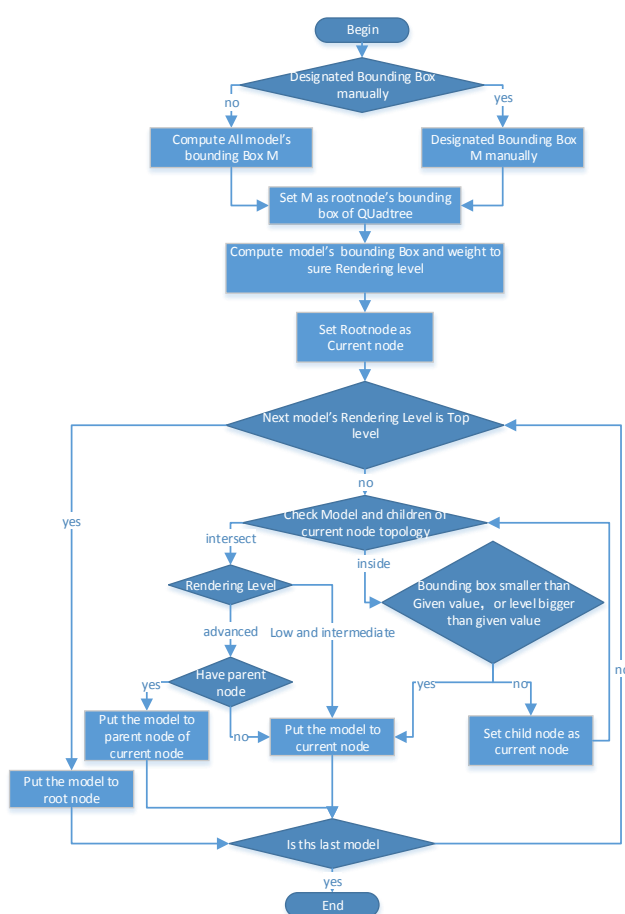 Begin
Designated Bounding Box
manually
no
yes
Compute All model's
bounding Box M
Designated Bounding Box
M manually
Set M as rootnode's bounding
box of QUadtree
Compute model's bounding Box and weight to
sure Rendering level
Set Rootnode as
Current node
Next model's Rendering Level is Top
level
no
yes
Check Model and children of
current node topology
intersect
inside
Rendering Level
Bounding box smaller than
Given value, or level bigger
than given value
advanced
Low and intermediate
no
Have parent
node
yes
yes
no
Put the model to
parent node of
current node
no
Put the model to
current node
Set child node as
current node
Put the model to
root node
Is ths last model
yes
End